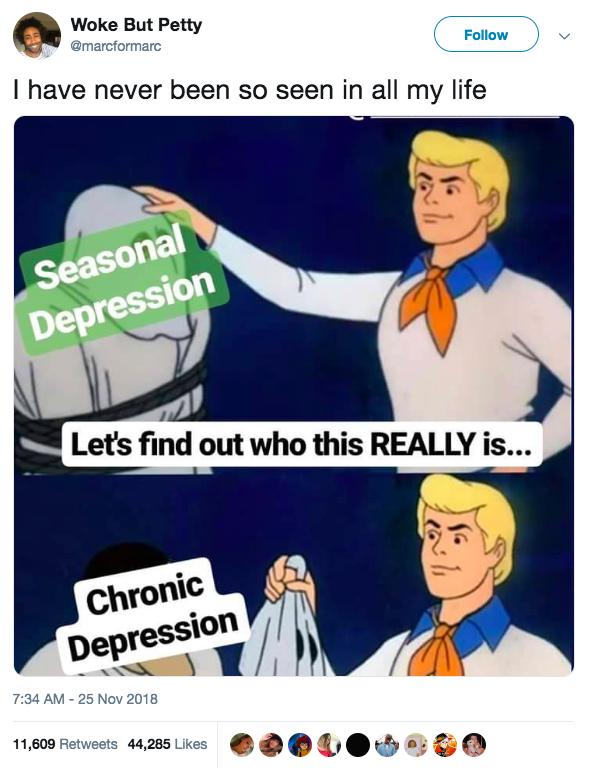 Woke But Petty
@marcformarc
Follow
I have never been so seen in all my life
Seasonal
Depression
Let's find out who this REALLY is...
Chronic
Depression
7:34 AM - 25 Nov 2018
11,609 Retweets 44,285 Likes